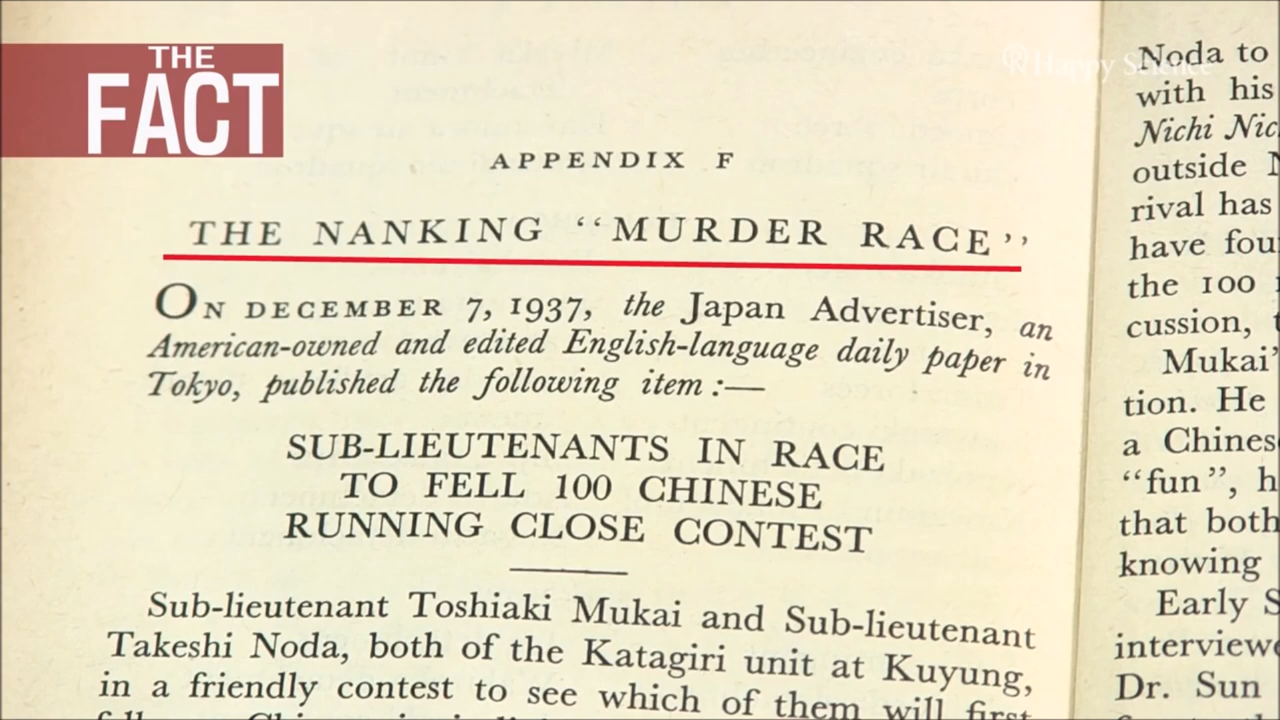 THE
FACT
Happy Science
APPENDIX F
THE NANKING “MURDER RACE”
ON DECEMBER 7, 1937, the Japan Advertiser, an
American-owned and edited English-language daily paper in
Tokyo, published the following item :—
SUB-LIEUTENANTS IN RACE
TO FELL 100 CHINESE
RUNNING CLOSE CONTEST
Sub-lieutenant Toshiaki Mukai and Sub-lieutenant
Takeshi Noda, both of the Katagiri unit at Kuyung,
in a friendly contest to see which of them will first
Noda to
with his
Nichi
outside
rival has
have
the 100
Mukai’
tion. He
a
“fun”, h
that both
knowing
Early S
Dr. Sun